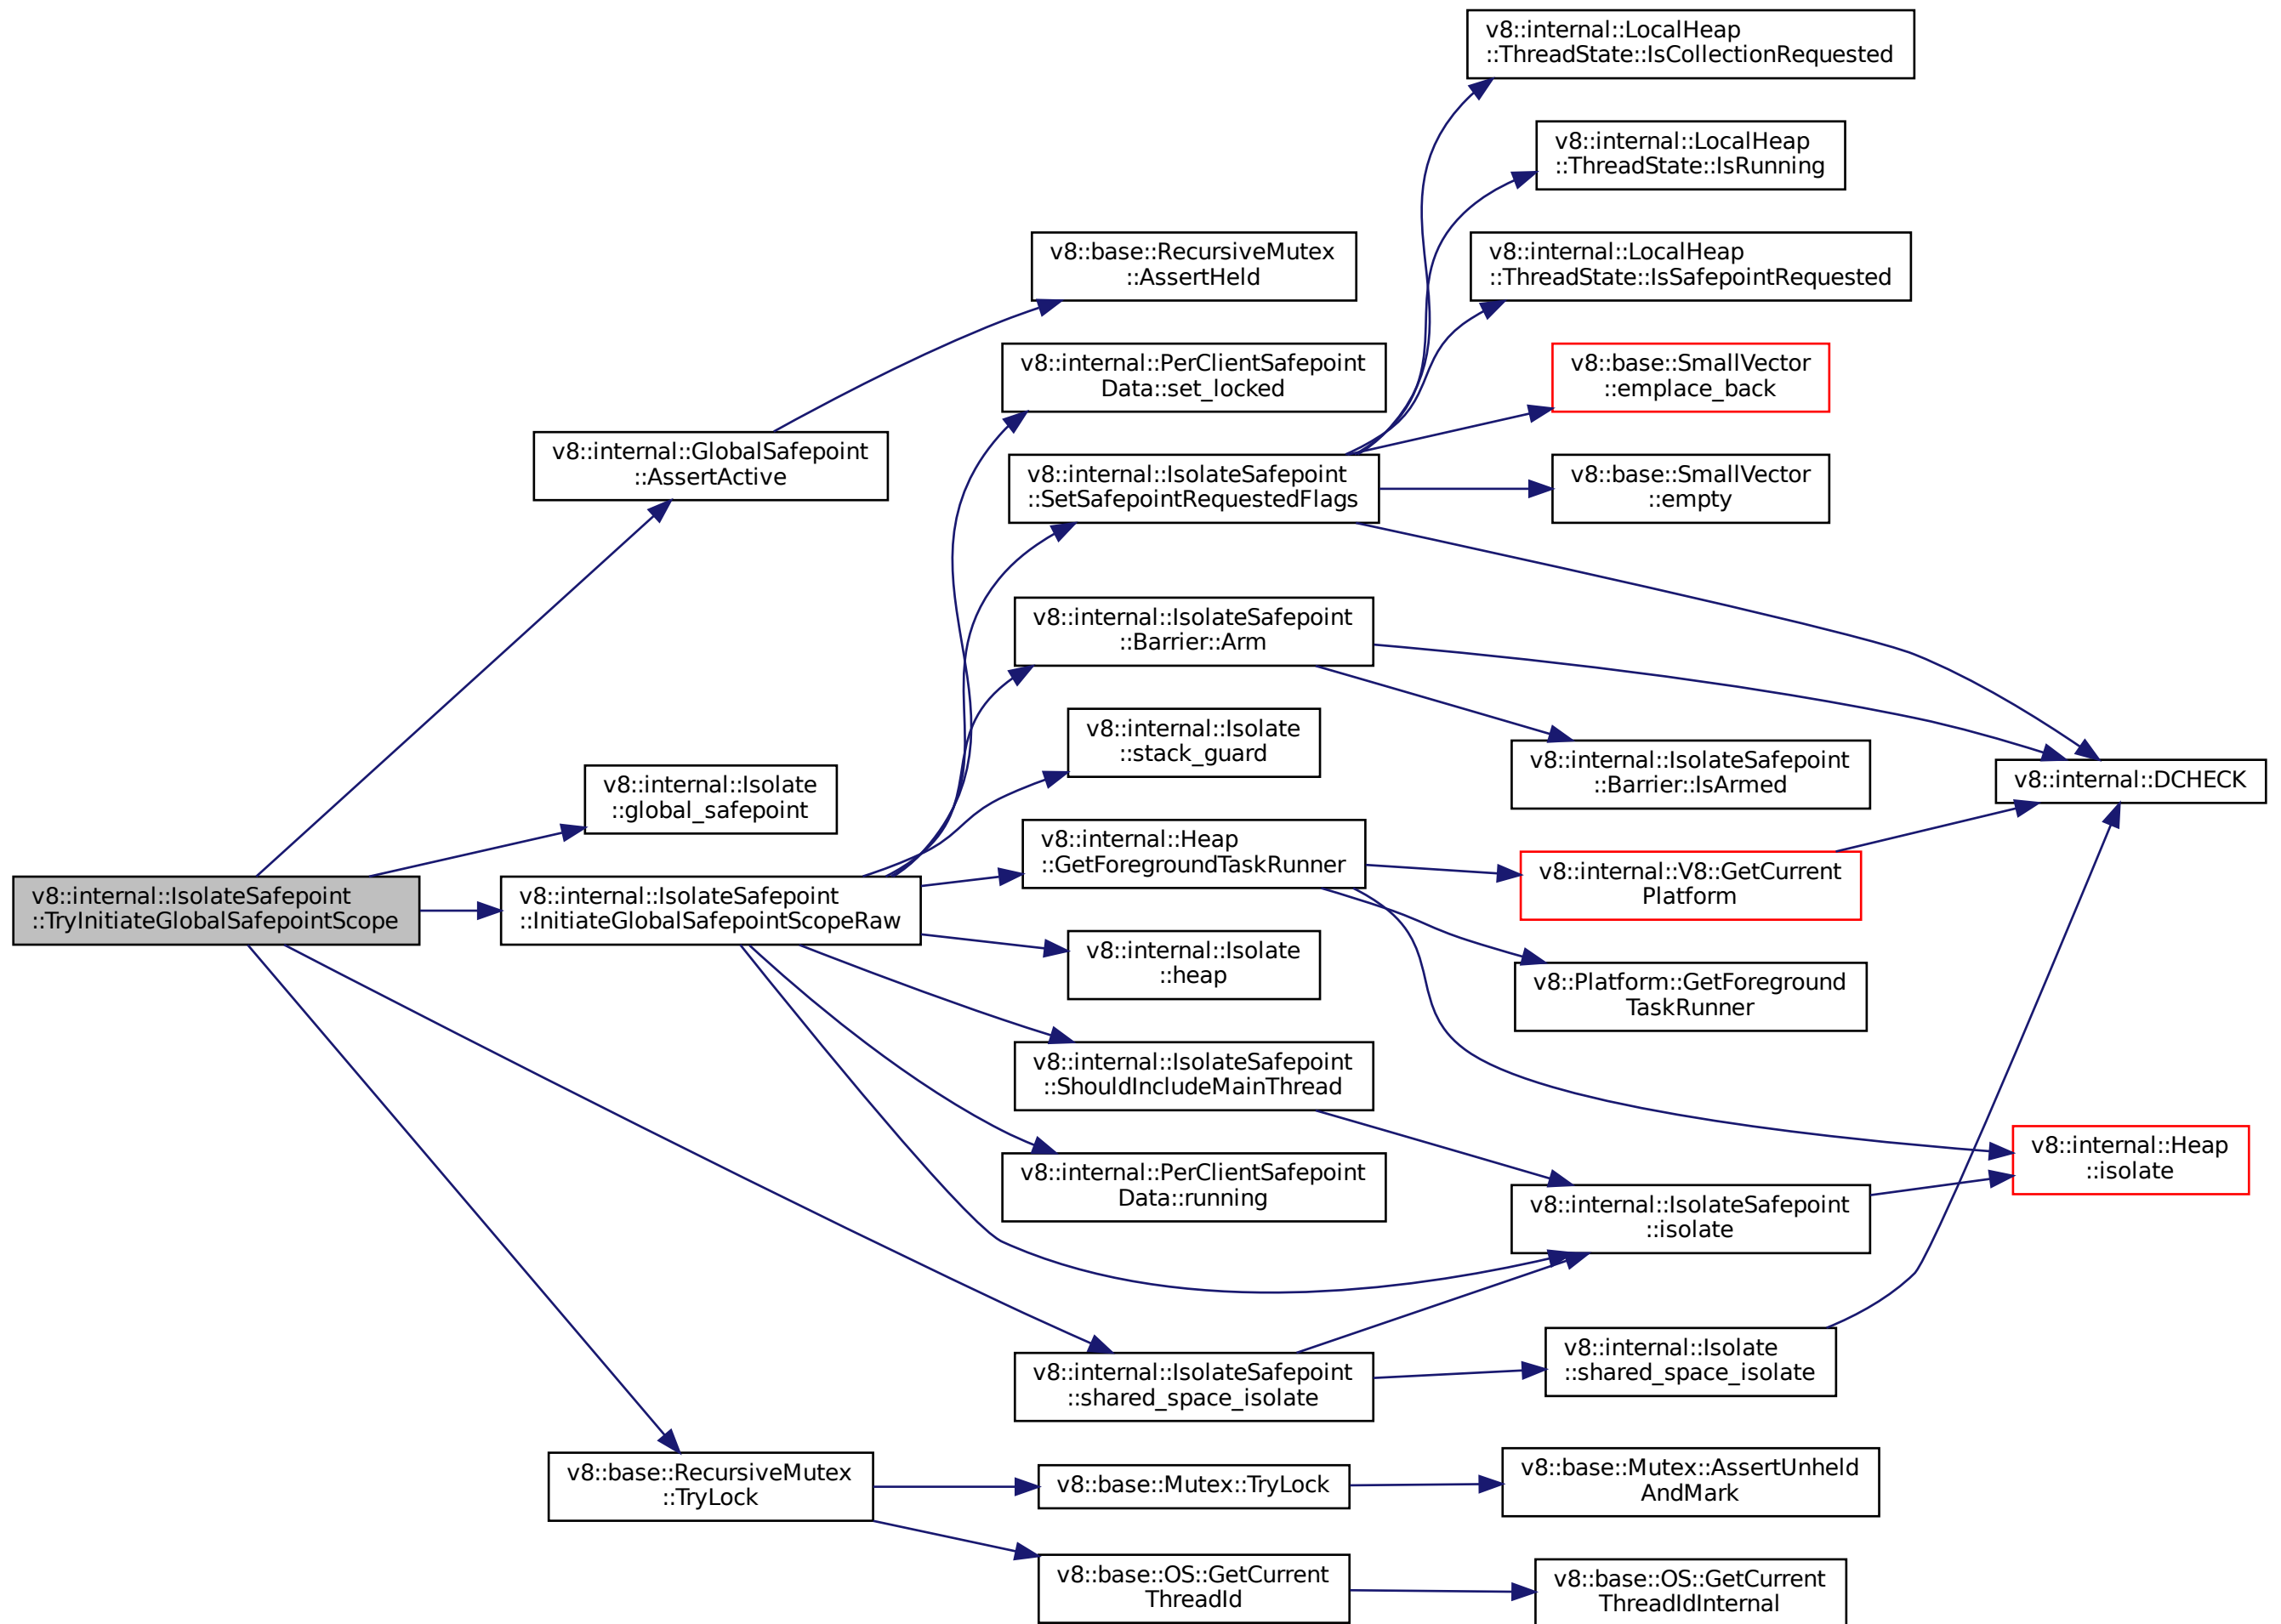 v8::internal::LocalHeap
::ThreadState::IsCollectionRequested
v8::internal::LocalHeap
::ThreadState::IsRunning
v8::base::RecursiveMutex
::AssertHeld
v8::internal::LocalHeap
::ThreadState::IsSafepointRequested
v8::internal::PerClientSafepoint
Data::set_locked
v8::base::SmallVector
::emplace_back
v8::internal::GlobalSafepoint
::AssertActive
v8::internal::IsolateSafepoint
::SetSafepointRequestedFlags
v8::base::SmallVector
::empty
v8::internal::IsolateSafepoint
::Barrier::Arm
v8::internal::Isolate
::stack_guard
v8::internal::IsolateSafepoint
::Barrier::IsArmed
v8::internal::DCHECK
v8::internal::Isolate
::global_safepoint
v8::internal::Heap
::GetForegroundTaskRunner
v8::internal::V8::GetCurrent
Platform
v8::internal::IsolateSafepoint
::TryInitiateGlobalSafepointScope
v8::internal::IsolateSafepoint
::InitiateGlobalSafepointScopeRaw
v8::internal::Isolate
::heap
v8::Platform::GetForeground
TaskRunner
v8::internal::IsolateSafepoint
::ShouldIncludeMainThread
v8::internal::Heap
::isolate
v8::internal::PerClientSafepoint
Data::running
v8::internal::IsolateSafepoint
::isolate
v8::internal::IsolateSafepoint
::shared_space_isolate
v8::internal::Isolate
::shared_space_isolate
v8::base::RecursiveMutex
::TryLock
v8::base::Mutex::TryLock
v8::base::Mutex::AssertUnheld
AndMark
v8::base::OS::GetCurrent
ThreadId
v8::base::OS::GetCurrent
ThreadIdInternal